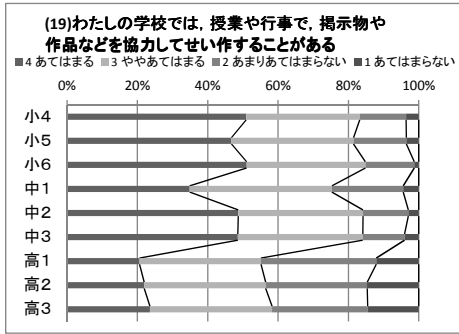 (19)わたしの学校では，授業や行事で，掲示物や
作品などを協力してせい作することがある
■4 あてはまる ■3 ややあてはまる ■2 あまりあてはまらない ■1 あてはまらない
0% 20% 40% 60% 80% 100%
小4
小5
小6
中1
中2
中3
高1
高2
高3